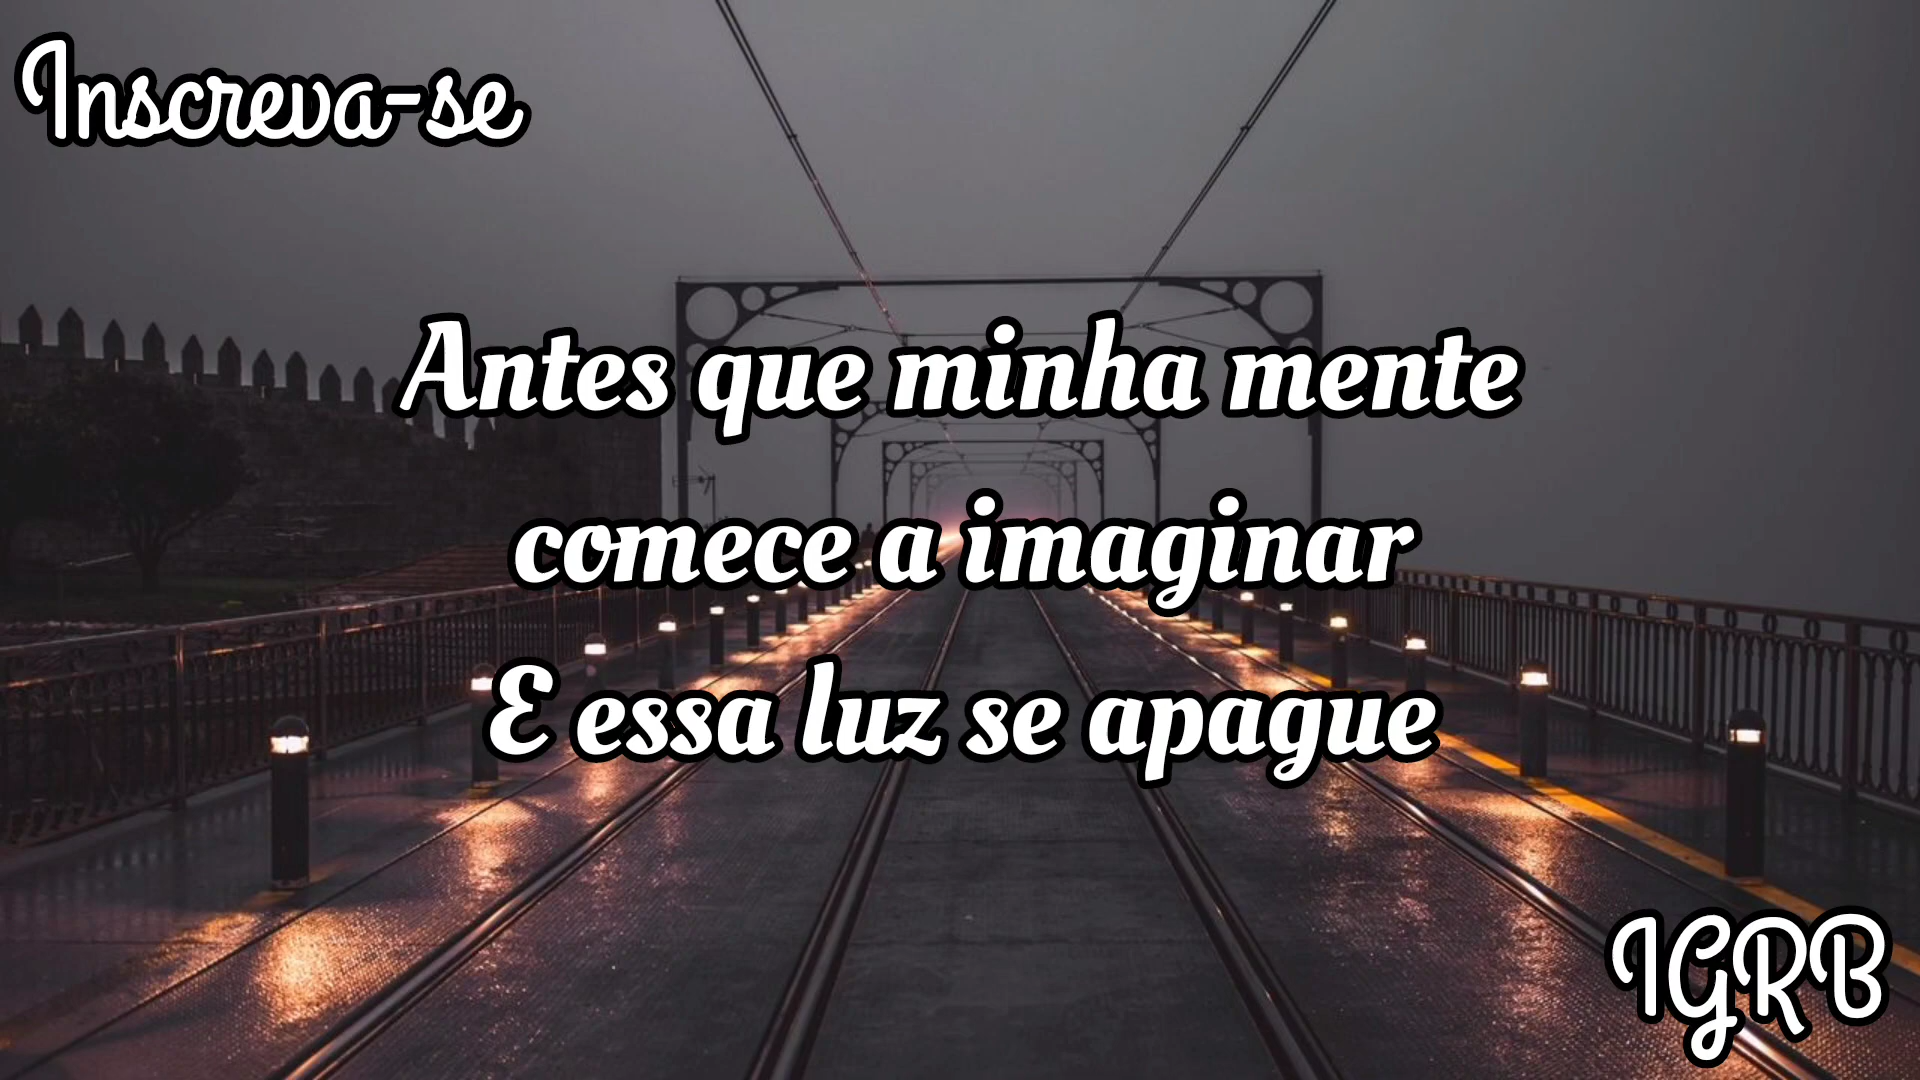 Inscreva-se
Antes que minha mente
comece a imaginar
E essa luz se apague
IGRB